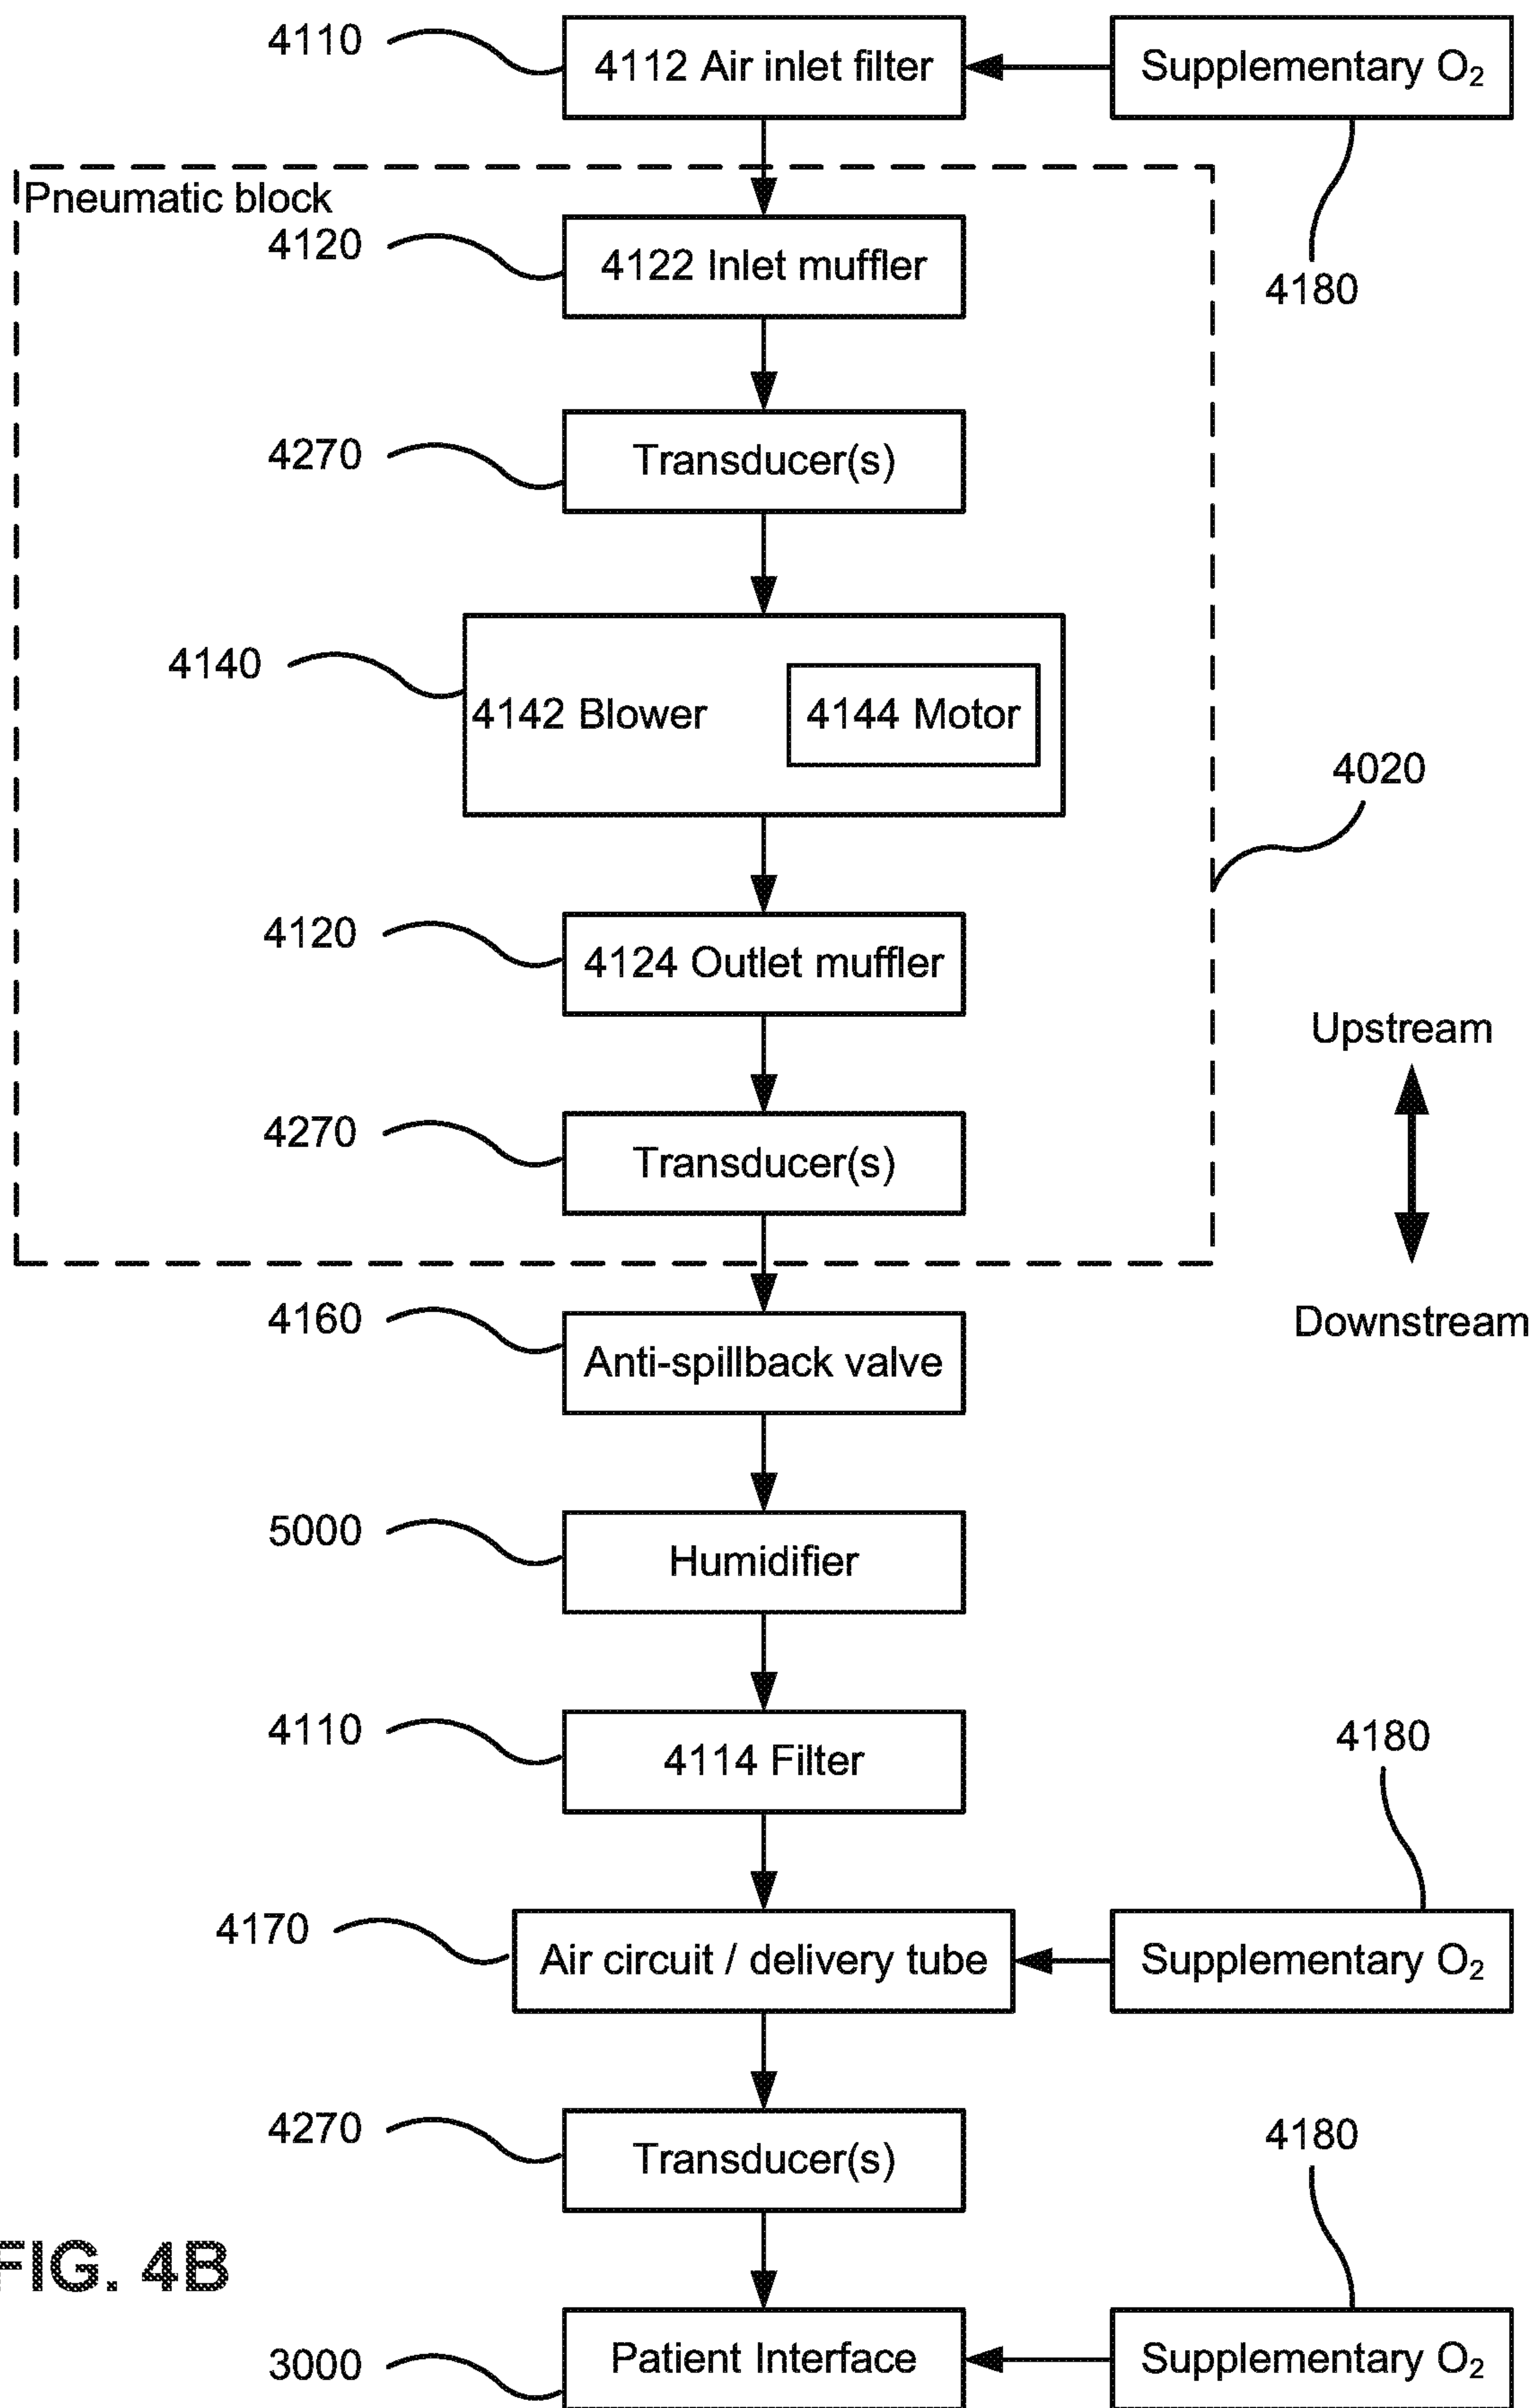 4110
4112 Air inlet filter
Supplementary O₂
4180
Pneumatic block
4120
4122 Inlet muffler
4270
Transducer(s)
4140
4142 Blower
4144 Motor
4020
4120
4124 Outlet muffler
Upstream
4270
Transducer(s)
Downstream
4160
Anti-spillback valve
5000
Humidifier
4110
4114 Filter
4180
4170
Air circuit / delivery tube
Supplementary O₂
4270
Transducer(s)
4180
FIG. 4B
3000
Patient Interface
Supplementary O₂